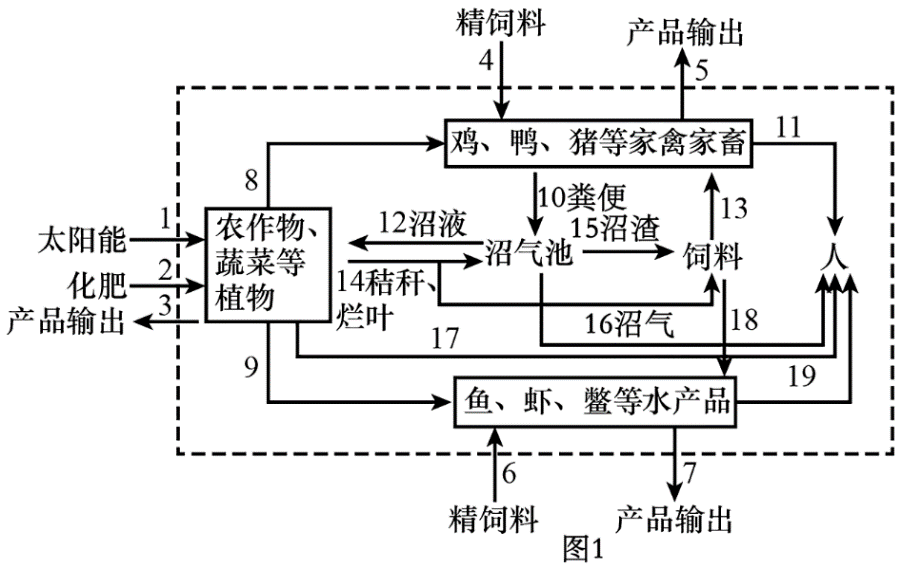 精饲料
产品输出
4
5
鸡、鸭、猪等家禽家畜
11
8
10粪便
13
1
太阳能
农作物、
蔬菜等
植物
12沼液
沼气池
15沼渣
饲料
人
2
化肥
14秸秆、
烂叶
3
产品输出
16沼气
18
17
9
19
鱼、虾、鳖等水产品
6
7
精饲料
产品输出
图1